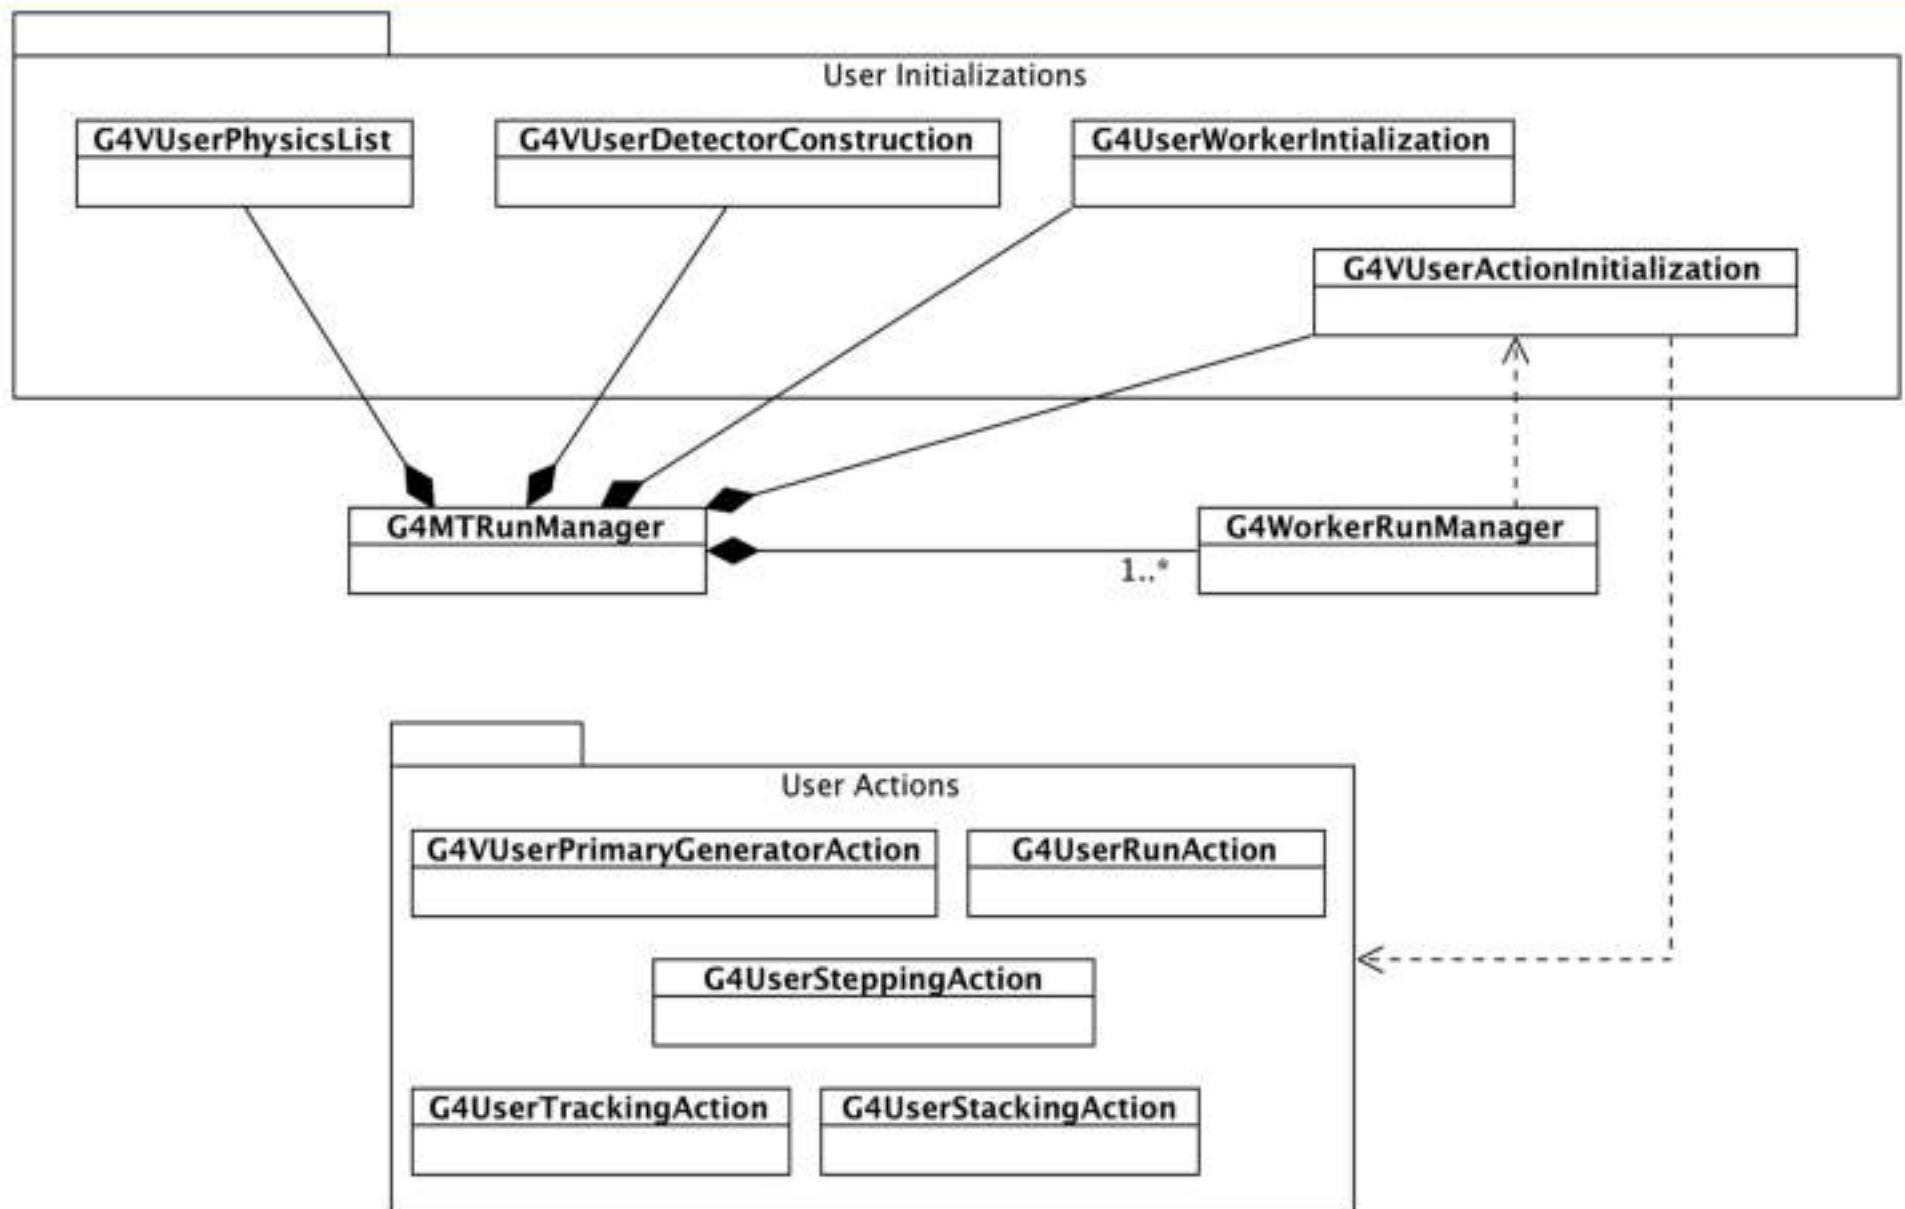 User Initializations
G4VUserPhysicsList
G4VUserDetectorConstruction
G4UserWorkerIntialization
G4VUserActionInitialization
G4MTRunManager
G4WorkerRunManager
1..*
User Actions
G4VUserPrimaryGeneratorAction
G4UserRunAction
G4UserSteppingAction
G4UserTrackingAction
G4UserStackingAction